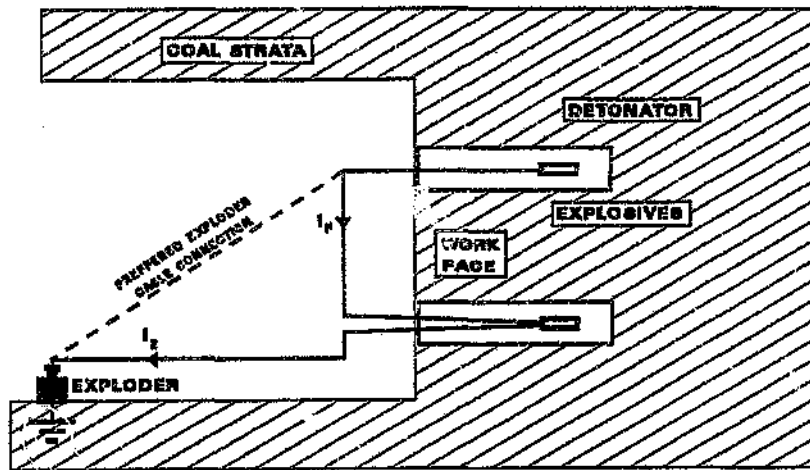 COAL STRATA
DETONATOR
EXPLOSIVES
PREFFERED EXPLODER
CABLE CONNECTION
WORK
FACE
EXPLODER